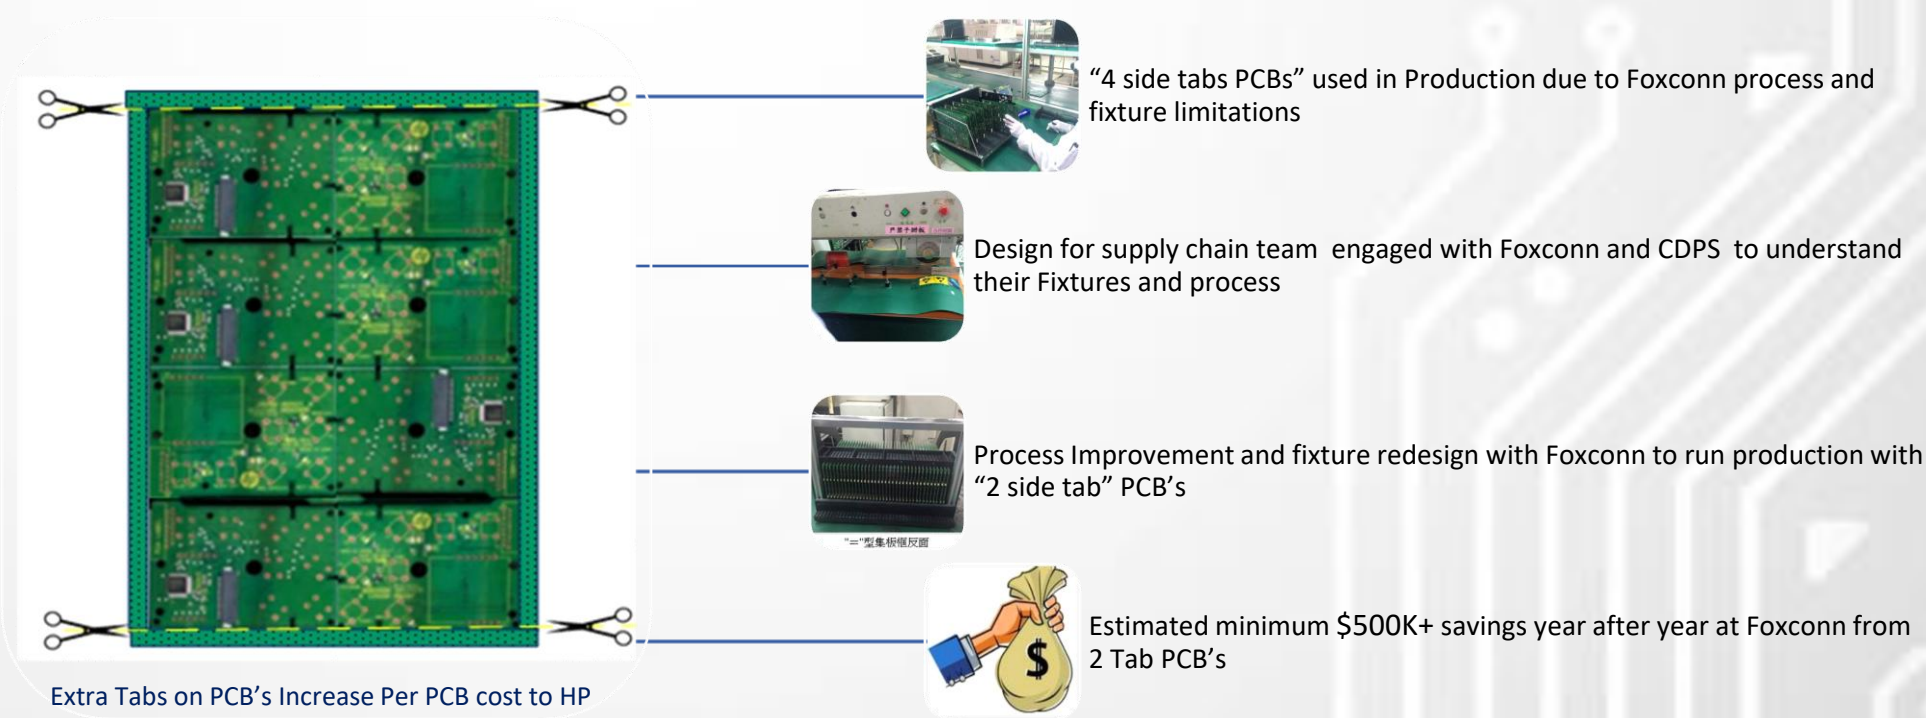 “4 side tabs PCBs” used in Production due to Foxconn process and
fixture limitations
Design for supply chain team engaged with Foxconn and CDPS to understand
their Fixtures and process
Process Improvement and fixture redesign with Foxconn to run production with
“2 side tab” PCB’s
"="型集板框反面
Estimated minimum $500K+ savings year after year at Foxconn from
2 Tab PCB’s
$
Extra Tabs on PCB’s Increase Per PCB cost to HP